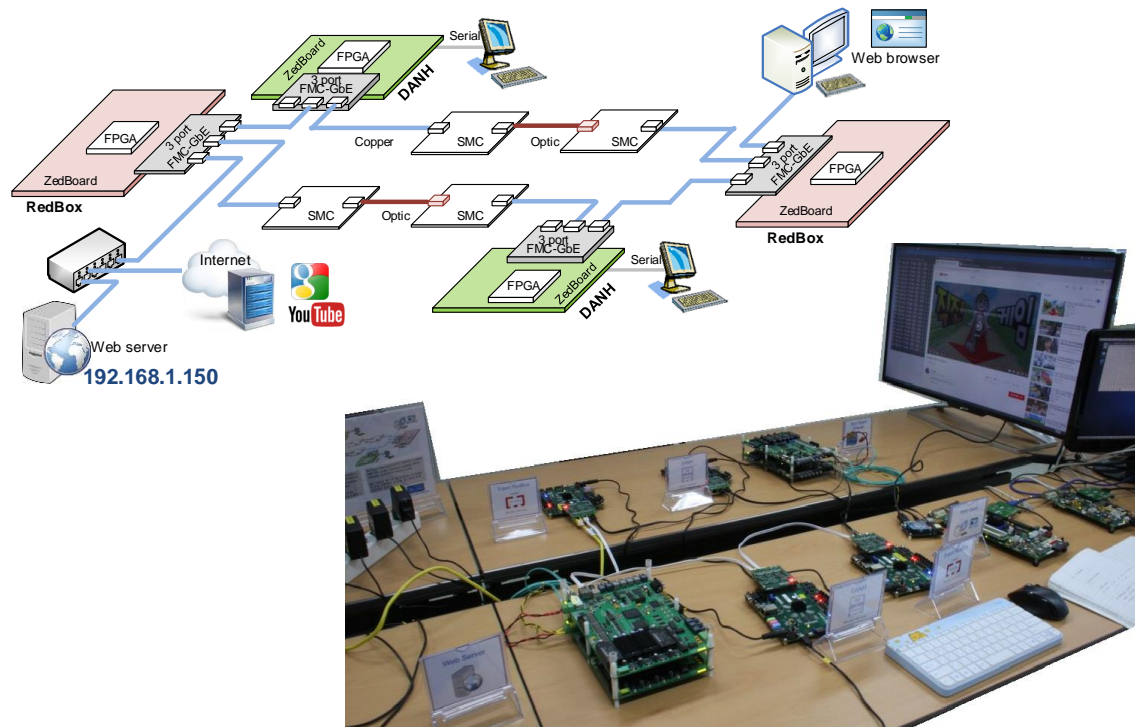 Serial
ZedBoard
FPGA
DANH
3 port
FMC-GbE
Web browser
FPGA
3 port
FMC-GbE
ZedBoard
RedBox
Copper
SMC
Optic
SMC
3 port
FMC-GbE
FPGA
ZedBoard
RedBox
SMC
Optic
SMC
3 port
FMC-GbE
FPGA
ZedBoard
DANH
Serial
Internet
You Tube
Web server
192.168.1.150
Web Server